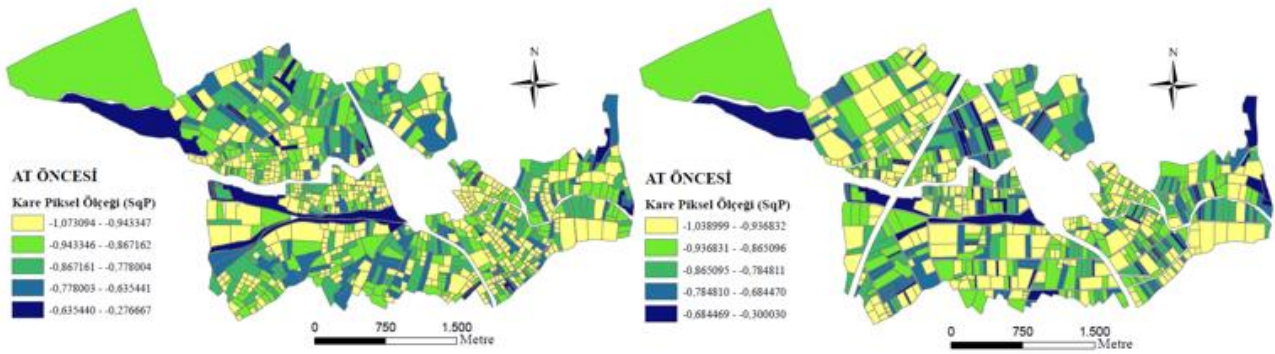 N
AT ÖNCESİ
Kare Piksel Ölçeği (SqP)
-1,073094 - -0,943347
-0,943346 - -0,867162
-0,867161 - -0,778004
-0,778003 - -0,635441
-0,635440 - -0,276667
0 750 1.500
Metre
N
AT ÖNCESİ
Kare Piksel Ölçeği (SqP)
-1,038999 - -0,936832
-0,936831 - -0,865096
-0,865095 - -0,784811
-0,784810 - -0,684470
-0,684469 - -0,300030
0 750 1.500
Metre